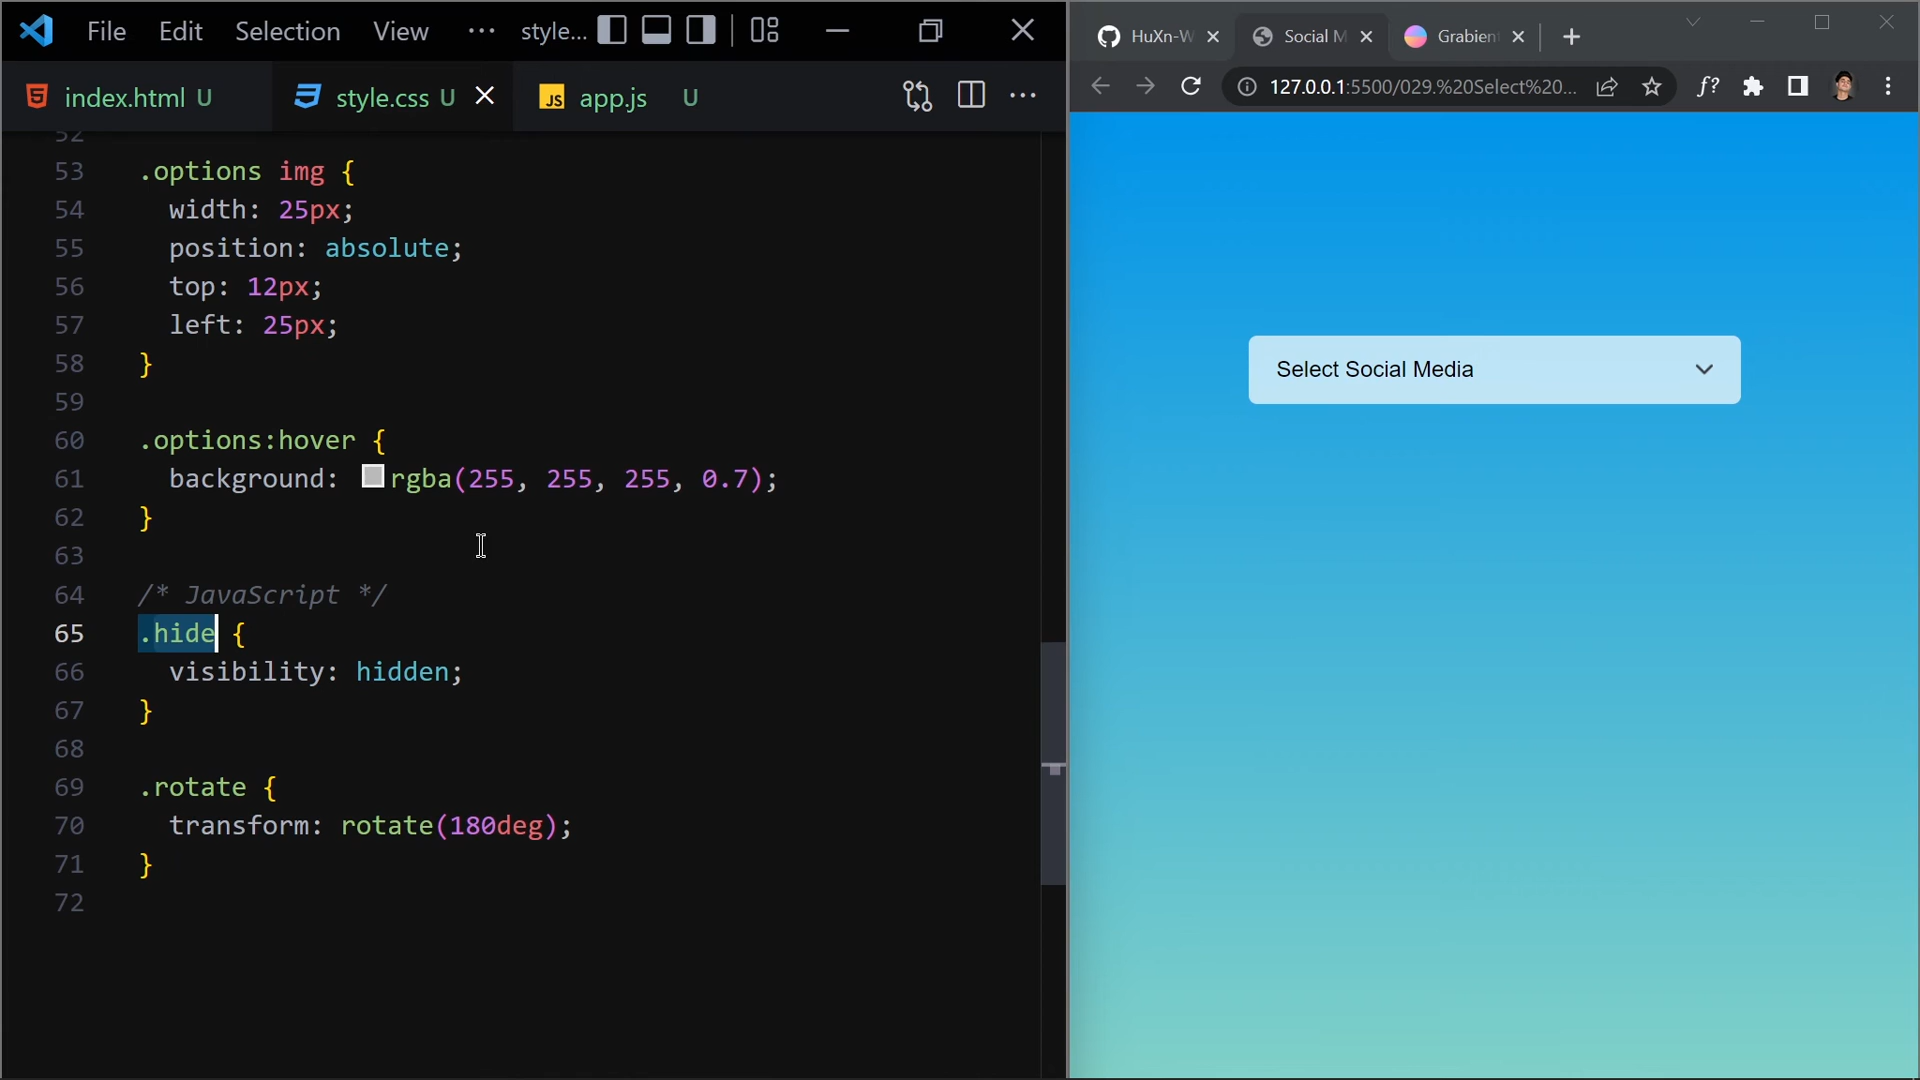 File Edit Selection View ··· style...
index.html U style.css U app.js U
52
53 .options img {
54 width: 25px;
55 position: absolute;
56 top: 12px;
57 left: 25px;
58 }
59
60 .options:hover {
61 background: rgba(255, 255, 255, 0.7);
62 }
63
64 /* JavaScript */
65 .hide {
66 visibility: hidden;
67 }
68
69 .rotate {
70 transform: rotate(180deg);
71 }
72
HuXn-W Social M Grabien
127.0.0.1:5500/029.%20Select%20... f?
Select Social Media